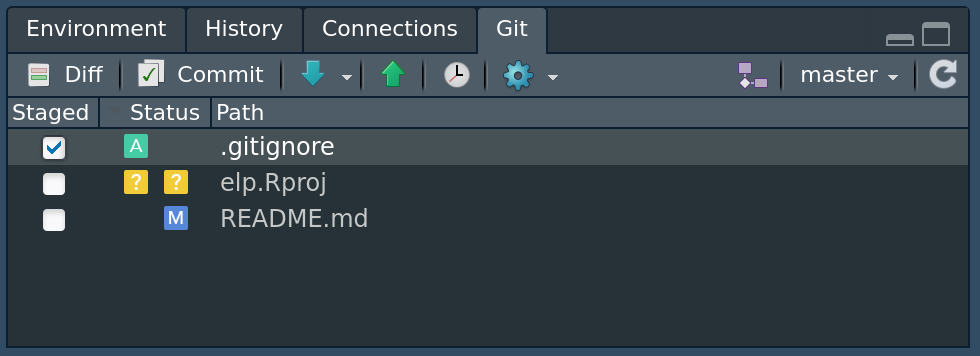 Environment History Connections Git
Diff Commit master
Staged Status Path
A .gitignore
? ? elp.Rproj
M README.md